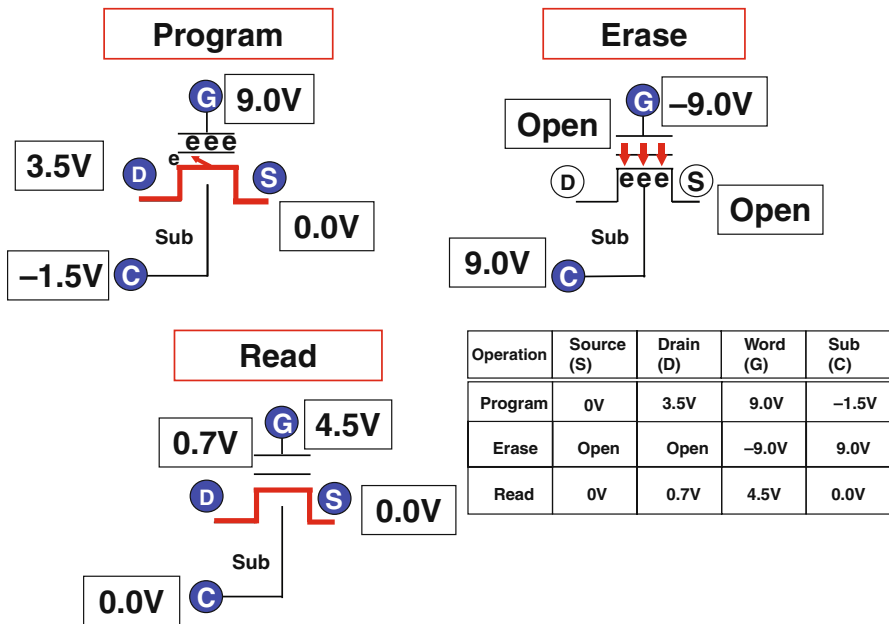 Program
G
9.0V
e e e
e
3.5V
D
S
0.0V
Sub
–1.5V
C
Erase
G
–9.0V
Open
D
e e e
S
Open
Sub
9.0V
C
Read
G
4.5V
0.7V
D
S
0.0V
Sub
0.0V
C
Operation Source (S) Drain (D) Word (G) Sub (C)
Program 0V 3.5V 9.0V –1.5V
Erase Open Open –9.0V 9.0V
Read 0V 0.7V 4.5V 0.0V